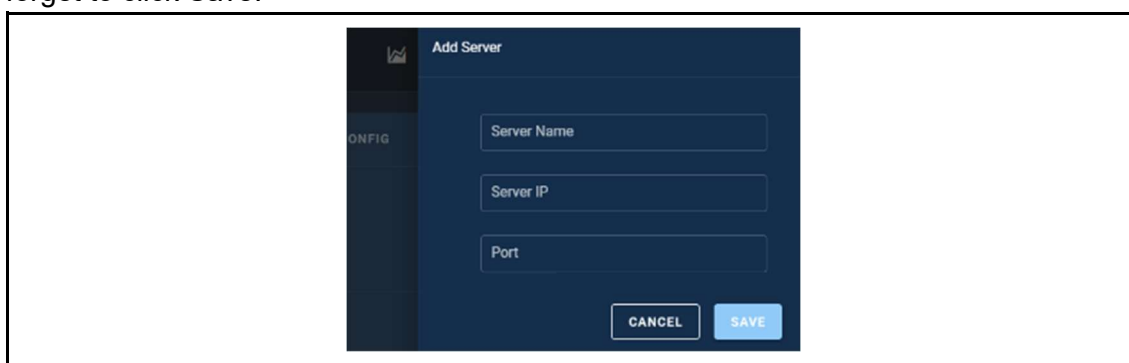 Add Server
ONFIG
Server Name
Server IP
Port
CANCEL
SAVE